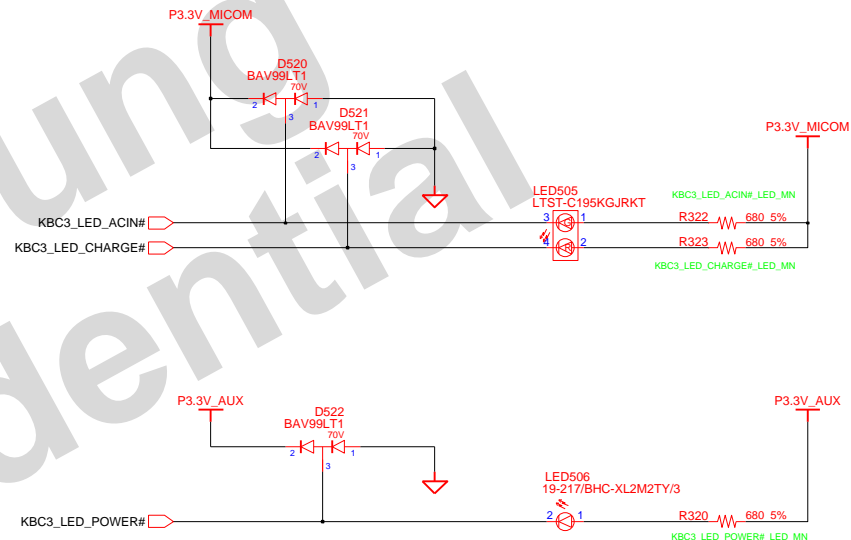 P3.3V_MICOM
D520
BAV99LT1
70V
2
1
3
D521
BAV99LT1
70V
2
1
3
P3.3V_MICOM
LED505
LTST-C195KGJRKT
KBC3_LED_ACIN#_LED_MN
KBC3_LED_ACIN#
3
G
1
R322
680 5%
KBC3_LED_CHARGE#
4
R
2
R323
680 5%
KBC3_LED_CHARGE#_LED_MN
P3.3V_AUX
D522
BAV99LT1
70V
2
1
3
P3.3V_AUX
LED506
19-217/BHC-XL2M2TY/3
KBC3_LED_POWER#
2
1
R320
680 5%
KBC3_LED_POWER#_LED_MN
ung
dential